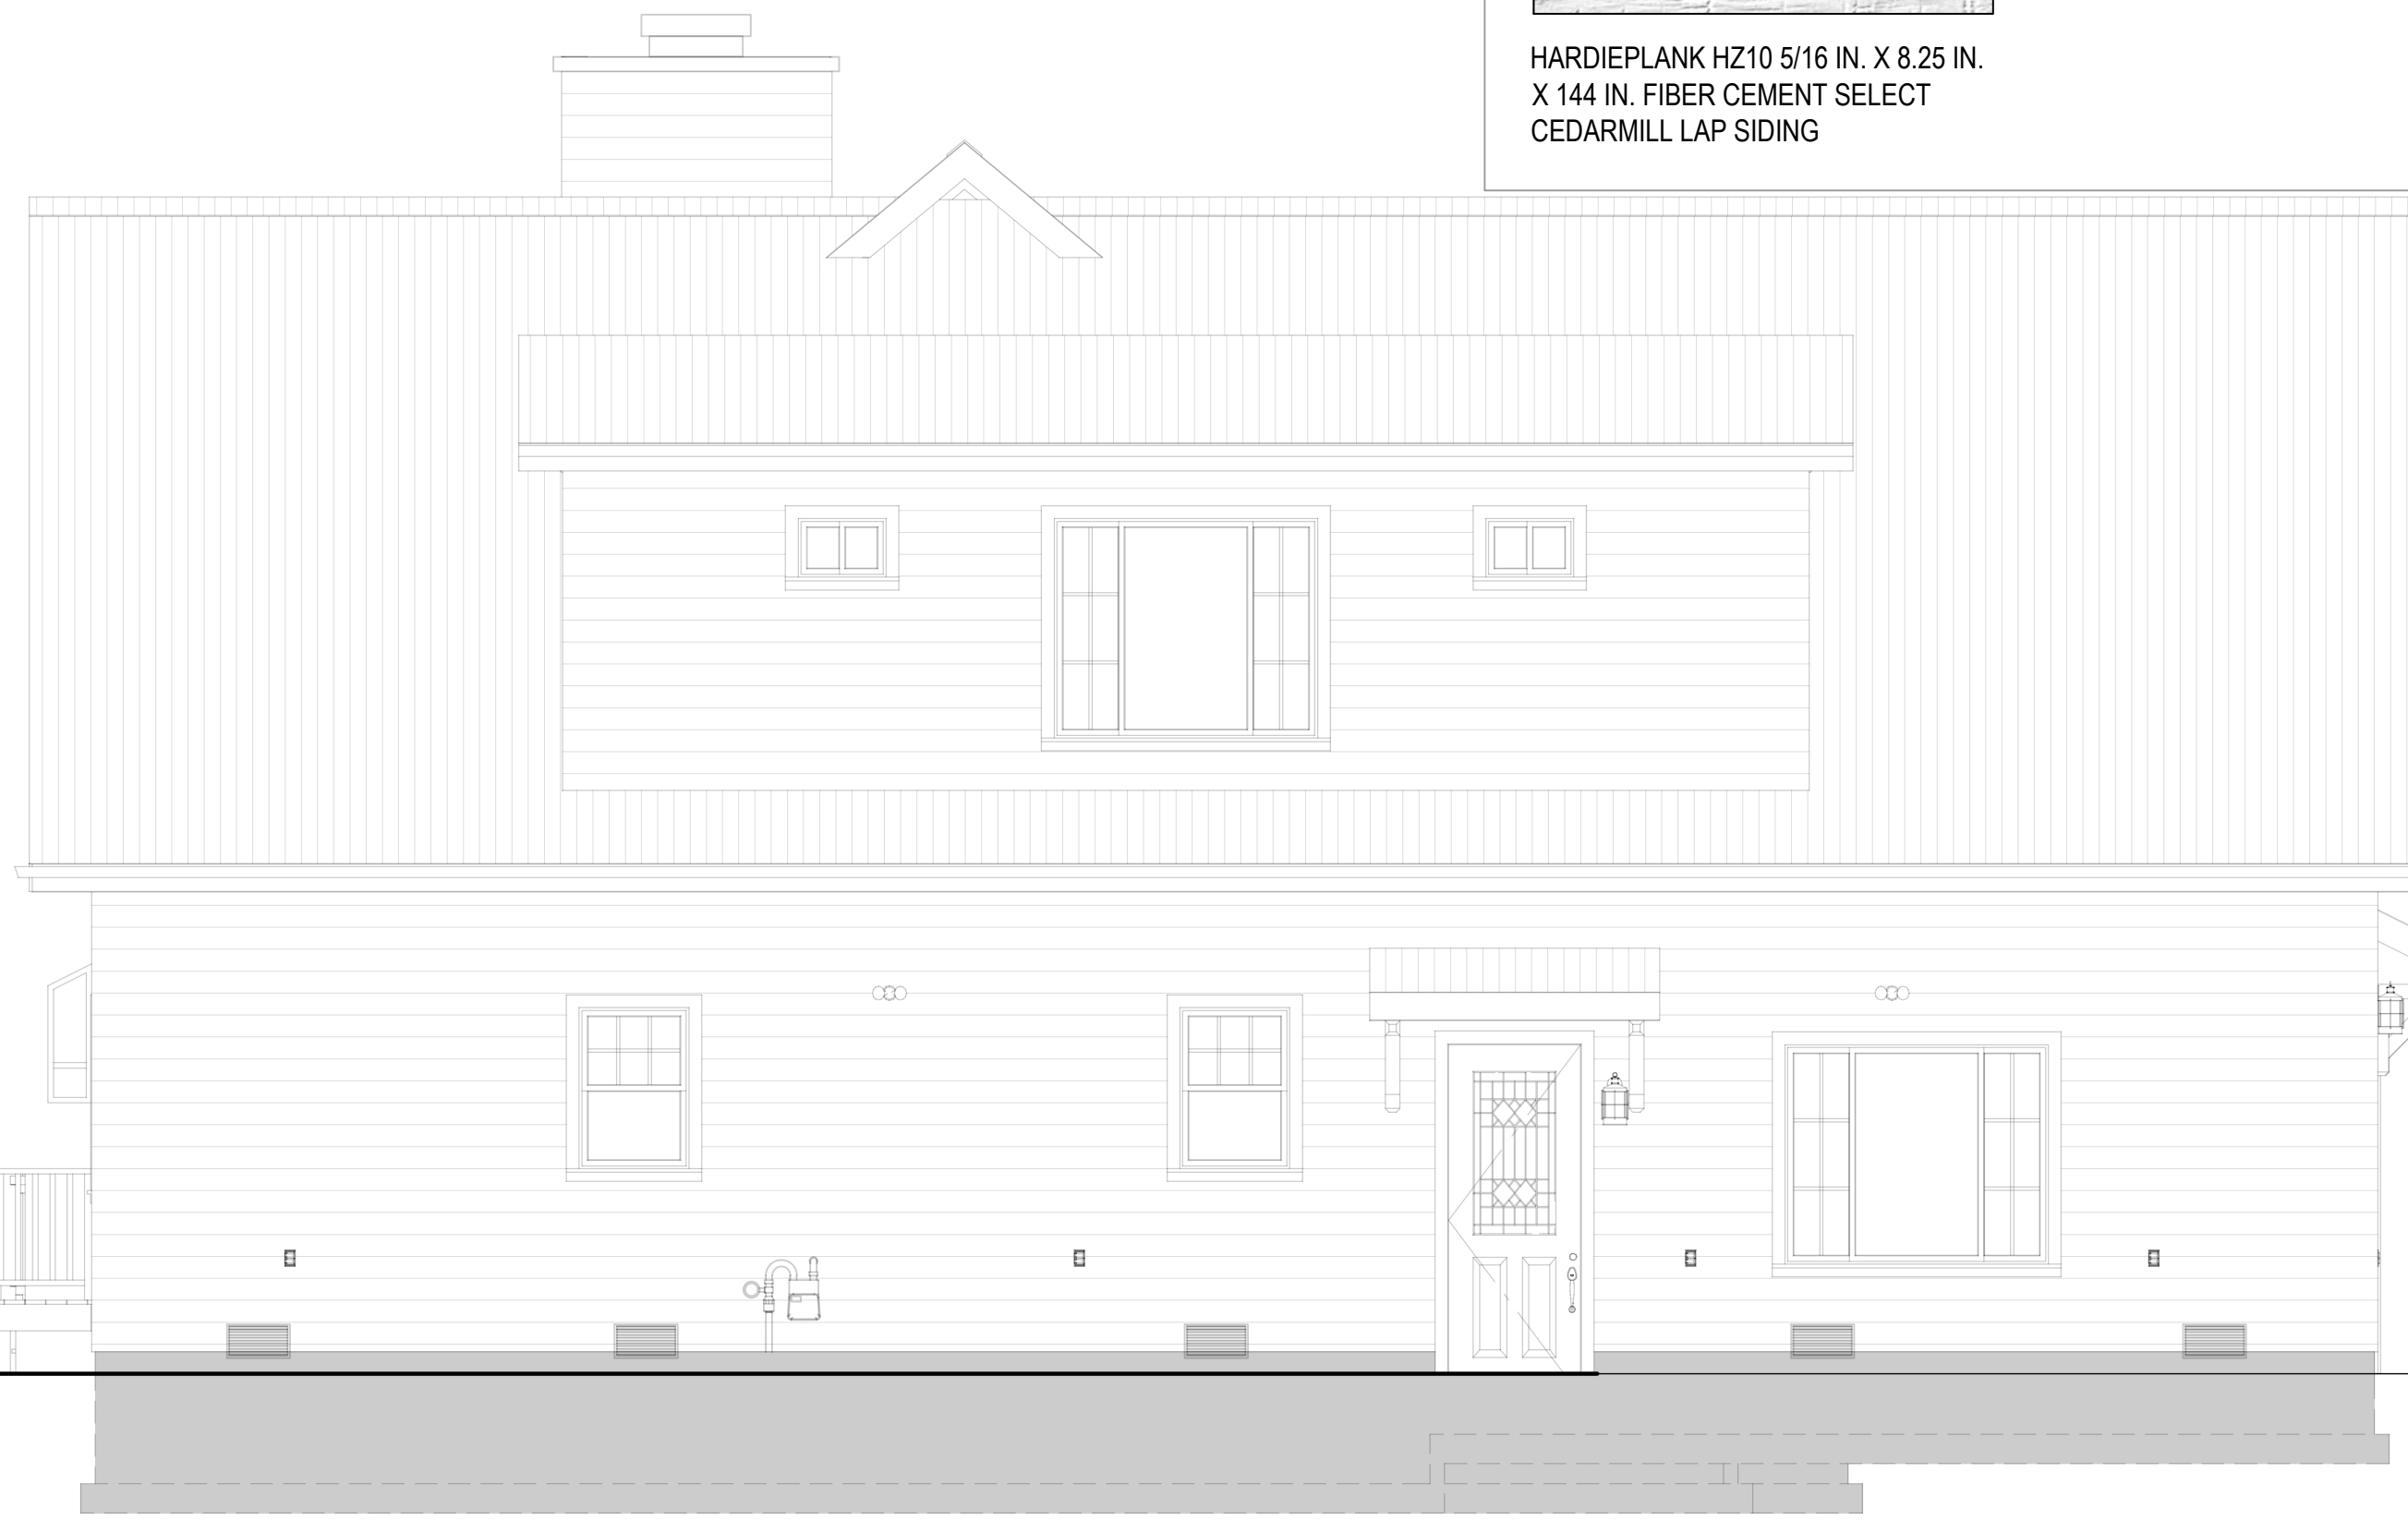 HARDIEPLANK HZ10 5/16 IN. X 8.25 IN.
X 144 IN. FIBER CEMENT SELECT
CEDARMILL LAP SIDING